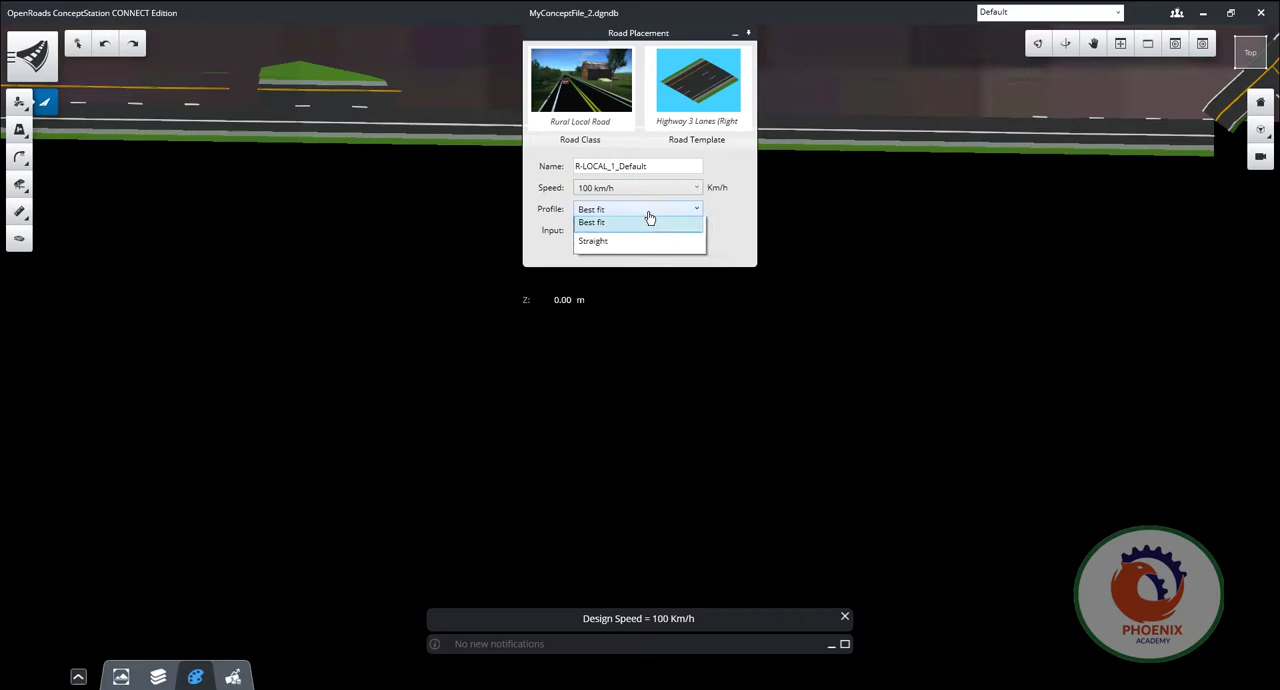 OpenRoads ConceptStation CONNECT Edition
MyConceptFile_2.dgndb
Default
Road Placement
Top
Rural Local Road
Highway 3 Lanes (Right
Road Class
Road Template
Name:
R-LOCAL_1_Default
Speed:
100 km/h
Km/h
Profile:
Best fit
Best fit
Input:
Straight
Z: 0.00 m
Design Speed = 100 Km/h
No new notifications
PHOENIX
ACADEMY